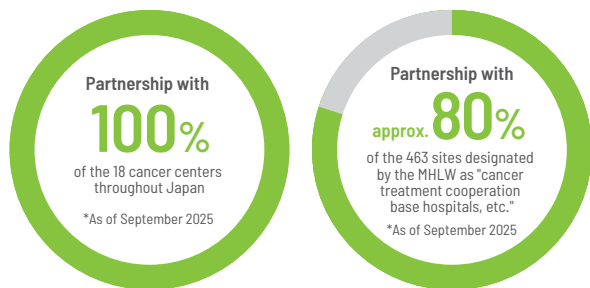 Partnership with
100%
of the 18 cancer centers
throughout Japan
*As of September 2025
Partnership with
approx. 80%
of the 463 sites designated
by the MHLW as "cancer
treatment cooperation
base hospitals, etc."
*As of September 2025